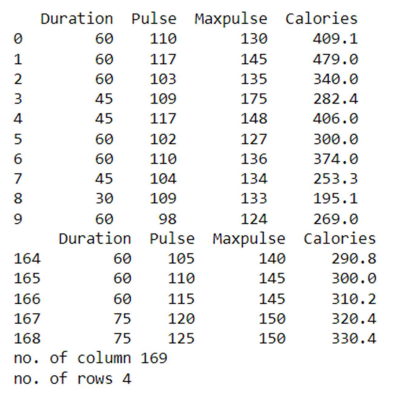 Duration Pulse Maxpulse Calories
0 60 110 130 409.1
1 60 117 145 479.0
2 60 103 135 340.0
3 45 109 175 282.4
4 45 117 148 406.0
5 60 102 127 300.0
6 60 110 136 374.0
7 45 104 134 253.3
8 30 109 133 195.1
9 60 98 124 269.0
Duration Pulse Maxpulse Calories
164 60 105 140 290.8
165 60 110 145 300.0
166 60 115 145 310.2
167 75 120 150 320.4
168 75 125 150 330.4
no. of column 169
no. of rows 4